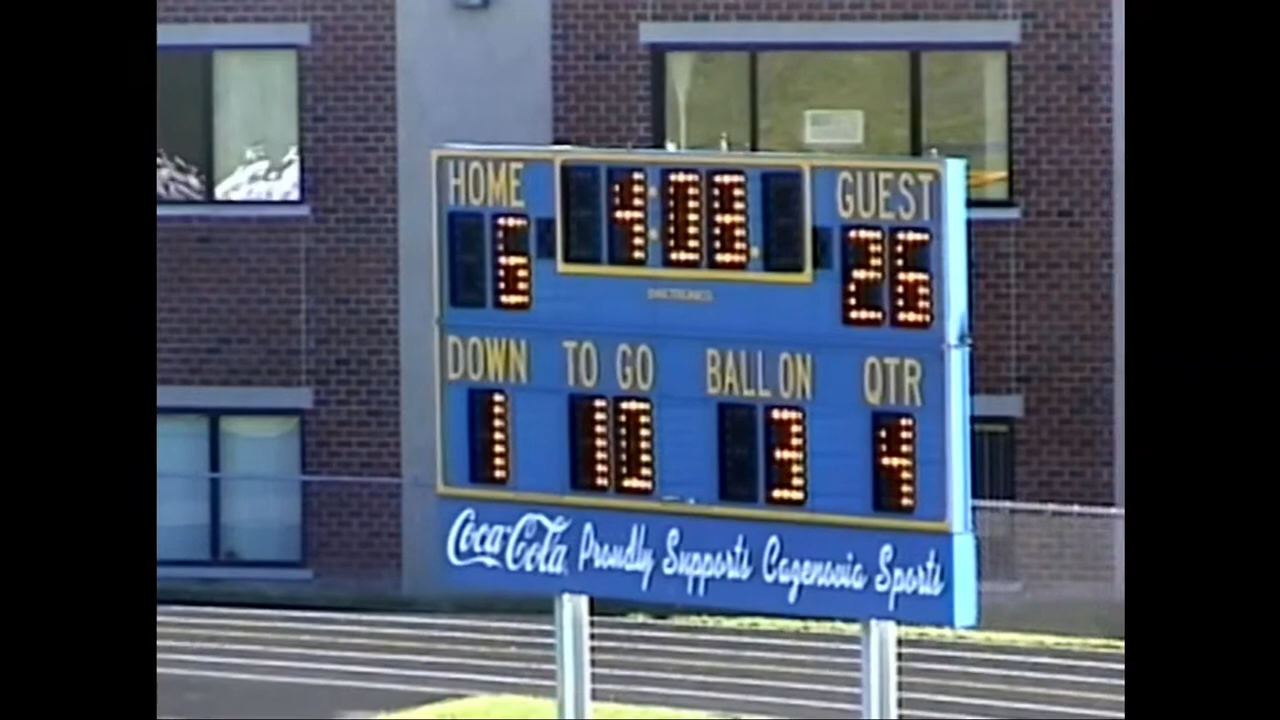 HOME 4:08 GUEST
6 26
DAKTRONICS
DOWN TO GO BALL ON QTR
1 10 3 4
Coca-Cola Proudly Supports Cazenovia Sports